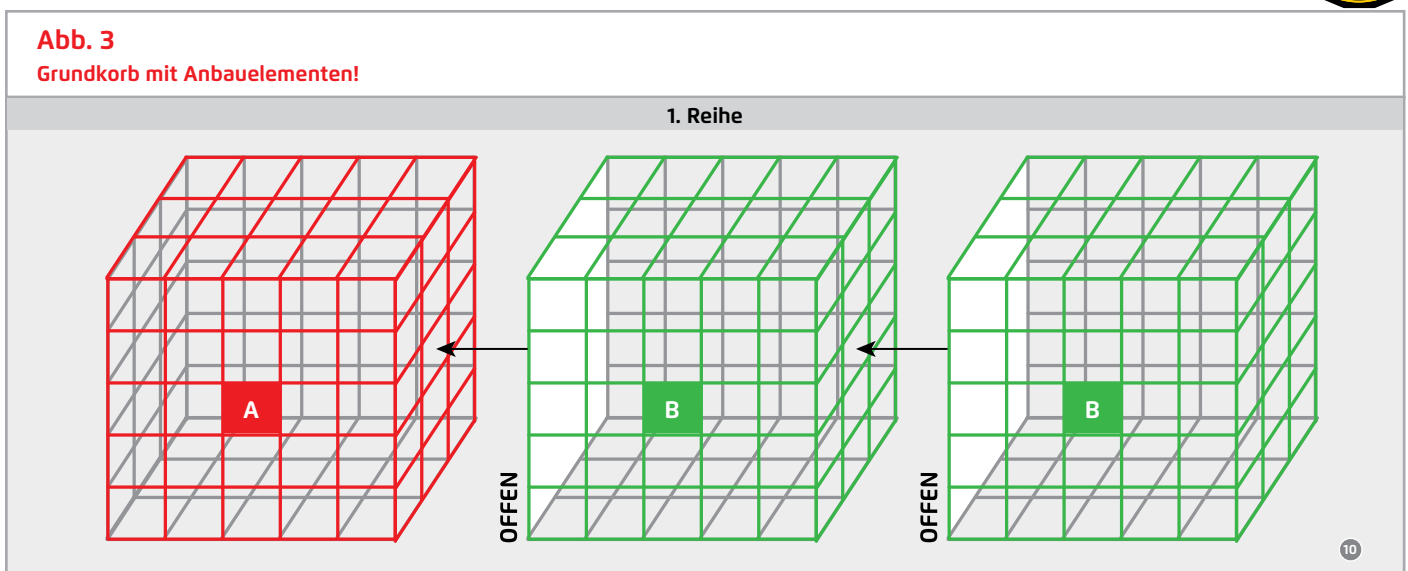 Abb. 3
Grundkorb mit Anbauelementen!
1. Reihe
A
B
B
OFFEN
OFFEN
10